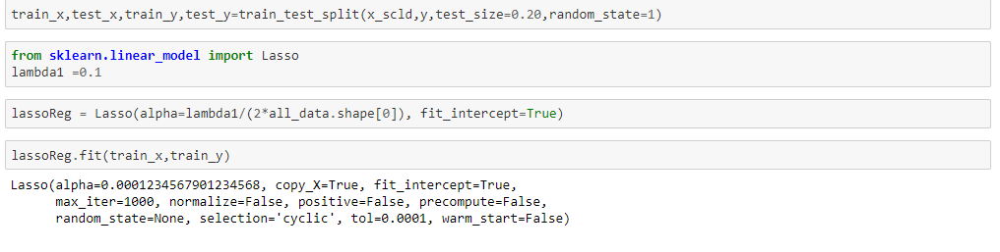 train_x,test_x,train_y,test_y=train_test_split(x_scld,y,test_size=0.20,random_state=1)
from sklearn.linear_model import Lasso
lambda1 =0.1
lassoReg = Lasso(alpha=lambda1/(2*all_data.shape[0]), fit_intercept=True)
lassoReg.fit(train_x,train_y)
Lasso(alpha=0.0001234567901234568, copy_X=True, fit_intercept=True,
max_iter=1000, normalize=False, positive=False, precompute=False,
random_state=None, selection='cyclic', tol=0.0001, warm_start=False)